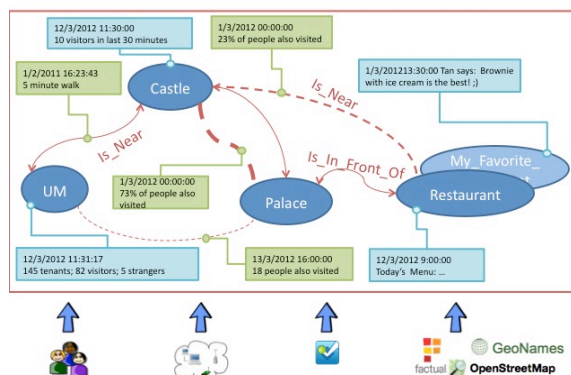 12/3/2012 11:30:00
10 visitors in last 30 minutes
1/3/2012 00:00:00
23% of people also visited
1/2/2011 16:23:43
5 minute walk
Castle
Is_Near
1/3/201213:30:00 Tan says: Brownie
with ice cream is the best! ;)
Is_Near
1/3/2012 00:00:00
73% of people also
visited
Is_In_Front_Of
My_Favorite_
UM
Palace
Restaurant
12/3/2012 11:31:17
145 tenants; 82 visitors; 5 strangers
13/3/2012 16:00:00
18 people also visited
12/3/2012 9:00:00
Today's Menu: ...
factual
GeoNames
OpenStreetMap